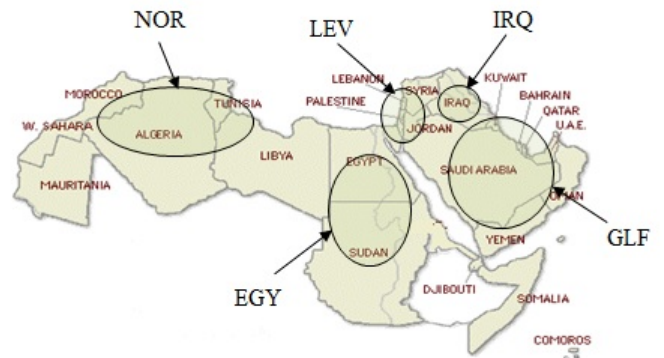 NOR
LEV
IRQ
LEBANON
SYRIA
KUWAIT
MOROCCO
TUNISIA
PALESTINE
IRAQ
BAHRAIN
QATAR
W. SAHARA
ALGERIA
JORDAN
U.A.E.
LIBYA
EGYPT
SAUDI ARABIA
MAURITANIA
OMAN
SUDAN
YEMEN
GLF
EGY
DJIBOUTI
SOMALIA
COMOROS